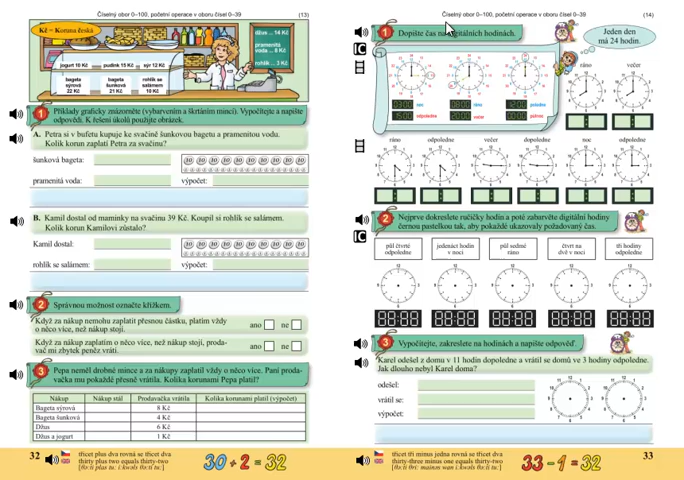 Číselný obor 0–100, početní operace v oboru čísel 0–39
(13)
Kč = Koruna česká
džus ... 14 Kč
pramenitá
voda ... 8 Kč
rohlík ... 3 Kč
jogurt 10 Kč
pudink 15 Kč
sýr 12 Kč
bageta
sýrová
22 Kč
bageta
šunková
21 Kč
rohlík se
salámem
10 Kč
1 Příklady graficky znázorněte (vybarvením a škrtáním mincí). Vypočítejte a napište
odpovědi. K řešení úkolů použijte obrázek.
A. Petra si v bufetu kupuje ke svačině šunkovou bagetu a pramenitou vodu.
Kolik korun zaplatí Petra za svačinu?
šunková bageta:
pramenitá voda:
výpočet:
B. Kamil dostal od maminky na svačinu 39 Kč. Koupil si rohlík se salámem.
Kolik korun Kamilovi zůstalo?
Kamil dostal:
rohlík se salámem:
výpočet:
2 Správnou možnost označte křížkem.
Když za nákup nemohu zaplatit přesnou částku, platím vždy
o něco více, než nákup stojí.
ano
ne
Když za nákup zaplatím o něco více, než nákup stojí, proda-
vač mi zbytek peněz vrátí.
ano
ne
3 Pepa neměl drobné mince a za nákupy zaplatil vždy o něco více. Paní proda-
vačka mu pokaždé přesně vrátila. Kolika korunami Pepa platil?
Nákup
Nákup stál
Prodavačka vrátila
Kolika korunami platil (výpočet)
Bageta sýrová
8 Kč
Bageta šunková
4 Kč
Džus
6 Kč
Džus a jogurt
1 Kč
32
třicet plus dva rovná se třicet dva
thirty plus two equals thirty-two
30 + 2 = 32
Číselný obor 0–100, početní operace v oboru čísel 0–39
(14)
1 Dopište čas na digitálních hodinách.
Jeden den
má 24 hodin.
ráno
odpoledne
ráno
večer
poledne
půlnoc
ráno
večer
ráno
odpoledne
večer
dopoledne
noc
odpoledne
2 Nejprve dokreslete ručičky hodin a poté zabarvěte digitální hodiny
černou pastelkou tak, aby pokaždé ukazovaly požadovaný čas.
půl čtvrté
odpoledne
jedenáct hodin
v noci
půl sedmé
ráno
čtvrt na
dvě v noci
tři hodiny
odpoledne
3 Vypočítejte, zakreslete na hodinách a napište odpověď.
Karel odešel z domu v 11 hodin dopoledne a vrátil se domů ve 3 hodiny odpoledne.
Jak dlouho nebyl Karel doma?
odešel:
vrátil se:
výpočet:
třicet tři minus jedna rovná se třicet dva
thirty-three minus one equals thirty-two
33 – 1 = 32
33